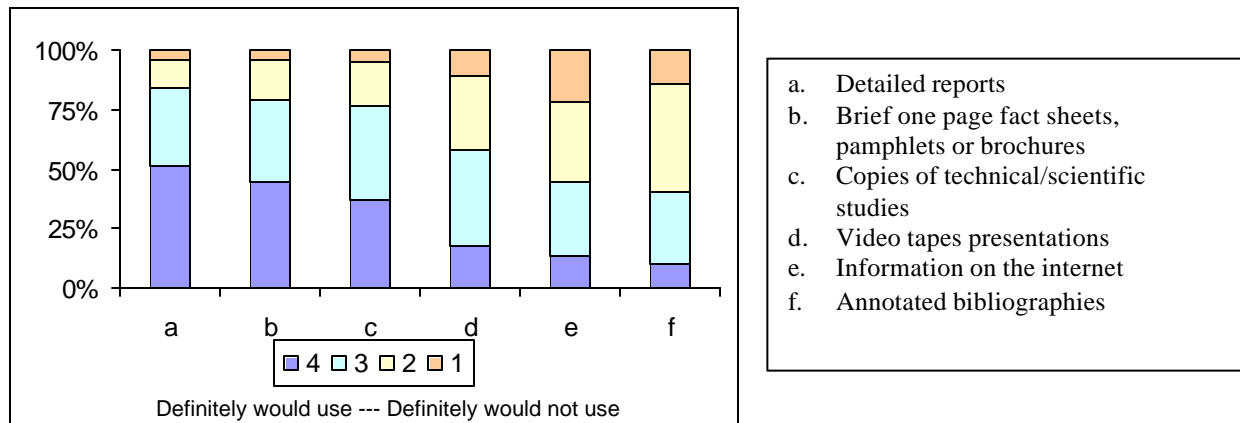 100%
75%
50%
25%
0%
a b c d e f
4 3 2 1
Definitely would use --- Definitely would not use
a. Detailed reports
b. Brief one page fact sheets,
pamphlets or brochures
c. Copies of technical/scientific
studies
d. Video tapes presentations
e. Information on the internet
f. Annotated bibliographies